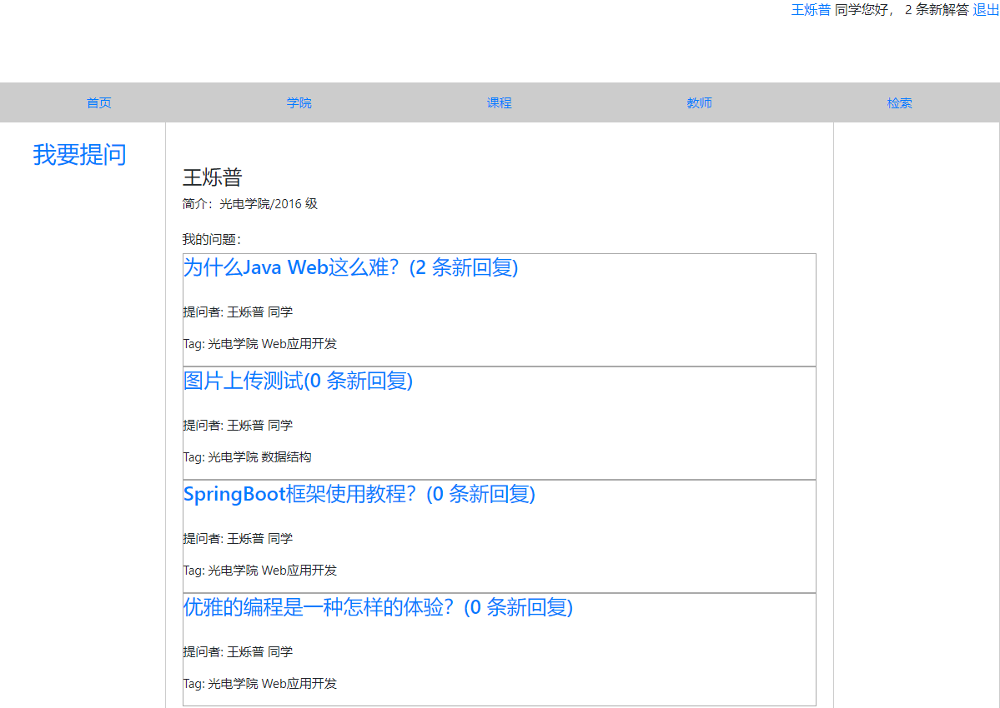 王烁普 同学您好， 2 条新解答 退出
首页 学院 课程 教师 检索
我要提问
王烁普
简介：光电学院/2016 级
我的问题：
为什么Java Web这么难？(2 条新回复)
提问者: 王烁普 同学
Tag: 光电学院 Web应用开发
图片上传测试(0 条新回复)
提问者: 王烁普 同学
Tag: 光电学院 数据结构
SpringBoot框架使用教程？(0 条新回复)
提问者: 王烁普 同学
Tag: 光电学院 Web应用开发
优雅的编程是一种怎样的体验？(0 条新回复)
提问者: 王烁普 同学
Tag: 光电学院 Web应用开发